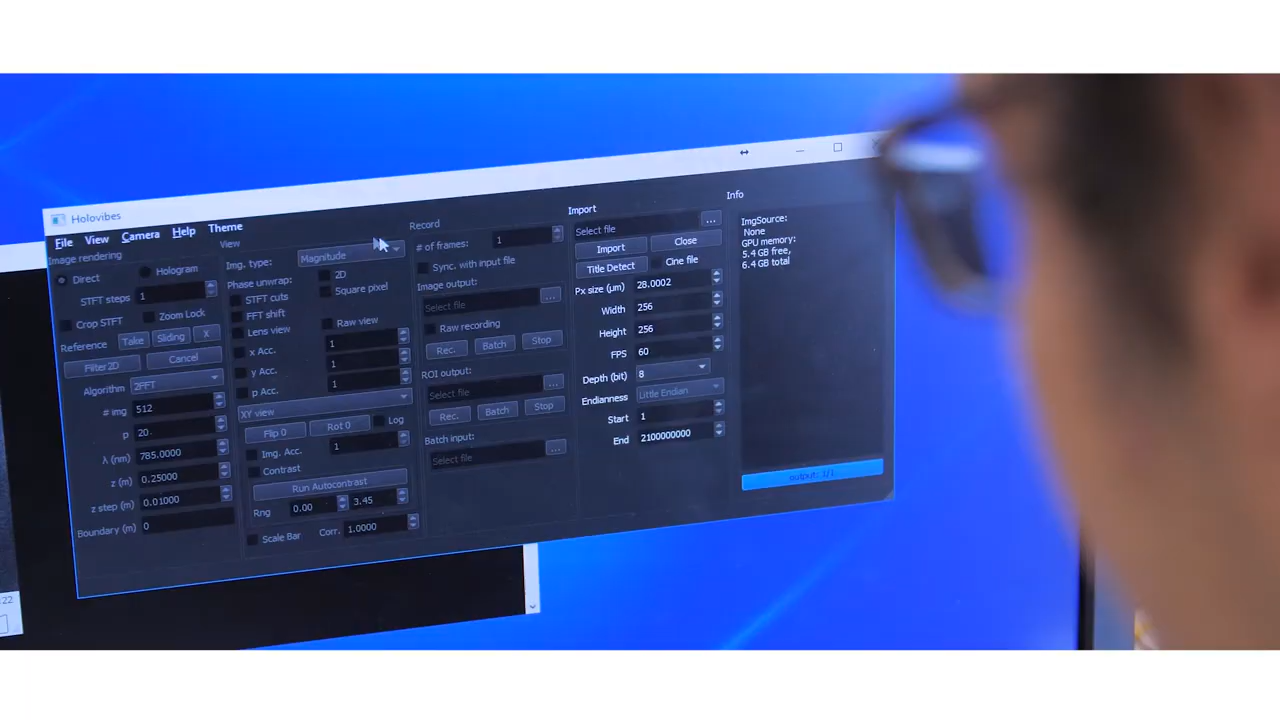 Holovibes
File View Camera Help Theme
Image rendering
Direct
Hologram
STFT steps 1
Crop STFT
Zoom Lock
Reference Take Sliding X
Filter2D Cancel
Algorithm 2FFT
# img 512
p 20
λ (nm) 785.0000
z (m) 0.25000
z step (m) 0.01000
Boundary (m) 0
View
Img. type: Magnitude
Phase unwrap: 2D
STFT cuts Square pixel
FFT shift
Lens view Raw view
x Acc. 1
y Acc. 1
p Acc. 1
XY view
Flip 0 Rot 0 Log
Img. Acc. 1
Contrast
Run Autocontrast
Rng 0.00 3.45
Scale Bar Corr. 1.0000
Record
# of frames: 1
Sync. with input file
Image output:
Select file ...
Raw recording
Rec. Batch Stop
ROI output:
Select file ...
Rec. Batch Stop
Batch input:
Select file ...
Import
Select file ...
Import Close
Title Detect Cine file
Px size (μm) 28.0002
Width 256
Height 256
FPS 60
Depth (bit) 8
Endianness Little Endian
Start 1
End 2100000000
Info
ImgSource:
None
GPU memory:
5.4 GB free,
6.4 GB total
output: 1/1
:22